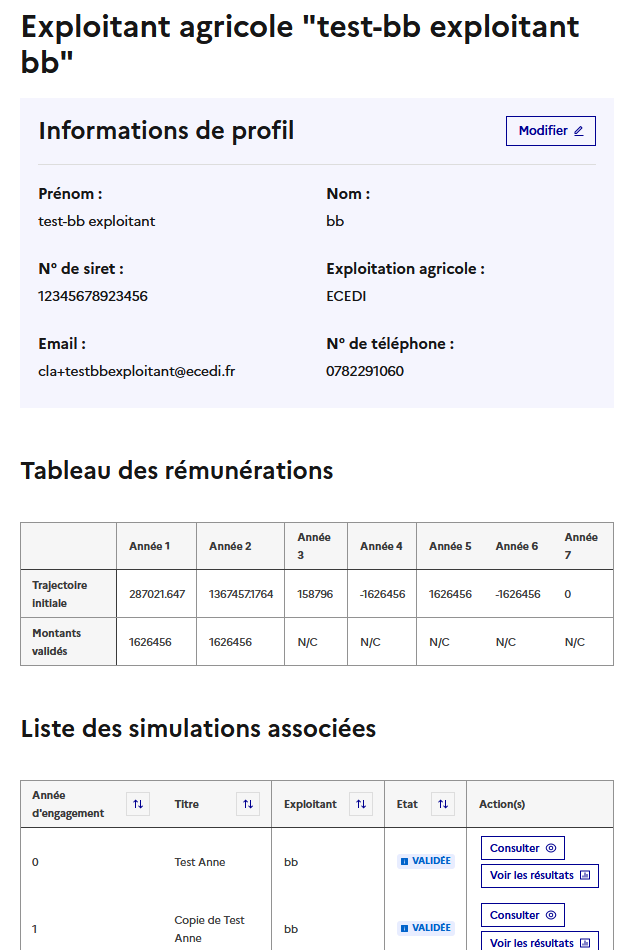 Exploitant agricole "test-bb exploitant
bb"
Informations de profil
Modifier
Prénom :
Nom :
test-bb exploitant
bb
N° de siret :
Exploitation agricole :
12345678923456
ECEDI
Email :
N° de téléphone :
cla+testbbexploitant@ecedi.fr
0782291060
Tableau des rémunérations
Année 1
Année 2
Année
3
Année 4
Année 5
Année 6
Année
7
Trajectoire
initiale
287021.647
1367457.1764
158796
-1626456
1626456
-1626456
0
Montants
validés
1626456
1626456
N/C
N/C
N/C
N/C
N/C
Liste des simulations associées
Année
d'engagement
Titre
Exploitant
Etat
Action(s)
0
Test Anne
bb
VALIDÉE
Consulter
Voir les résultats
1
Copie de Test
Anne
bb
VALIDÉE
Consulter
Voir les résultats